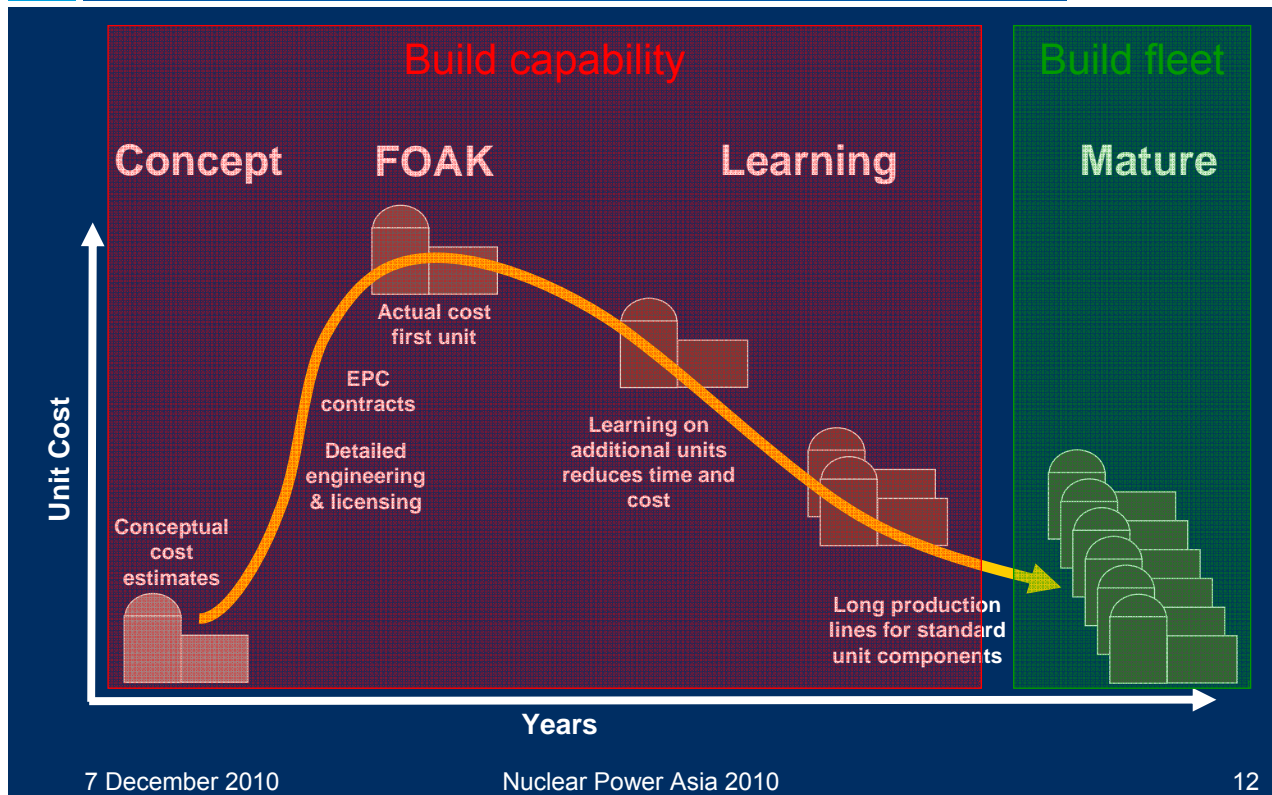 Build capability
Build fleet
Concept
FOAK
Learning
Mature
Actual cost
first unit
EPC
contracts
Detailed
engineering
& licensing
Conceptual
cost
estimates
Learning on
additional units
reduces time and
cost
Long production
lines for standard
unit components
Unit Cost
Years
7 December 2010
Nuclear Power Asia 2010
12